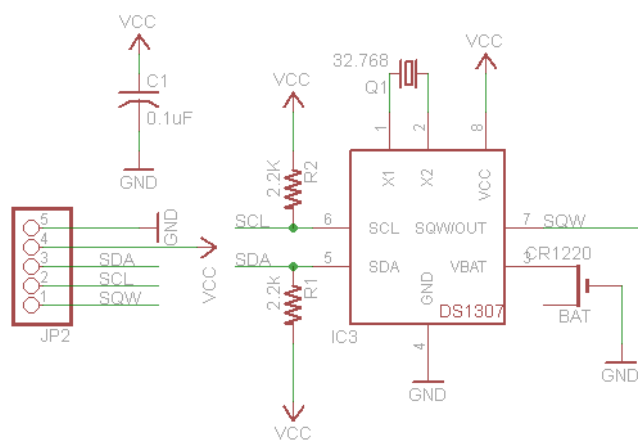 VCC
C1
0.1uF
GND
VCC
2.2K
R2
32.768
Q1
VCC
1
2
8
X1
X2
VCC
5
4
3
2
1
GND
VCC
SDA
SCL
SQW
JP2
SCL
6
SCL
SQW/OUT
7
SQW
SDA
5
SDA
VBAT
3
CR1220
GND
DS1307
BAT
2.2k
R1
IC3
4
GND
GND
VCC